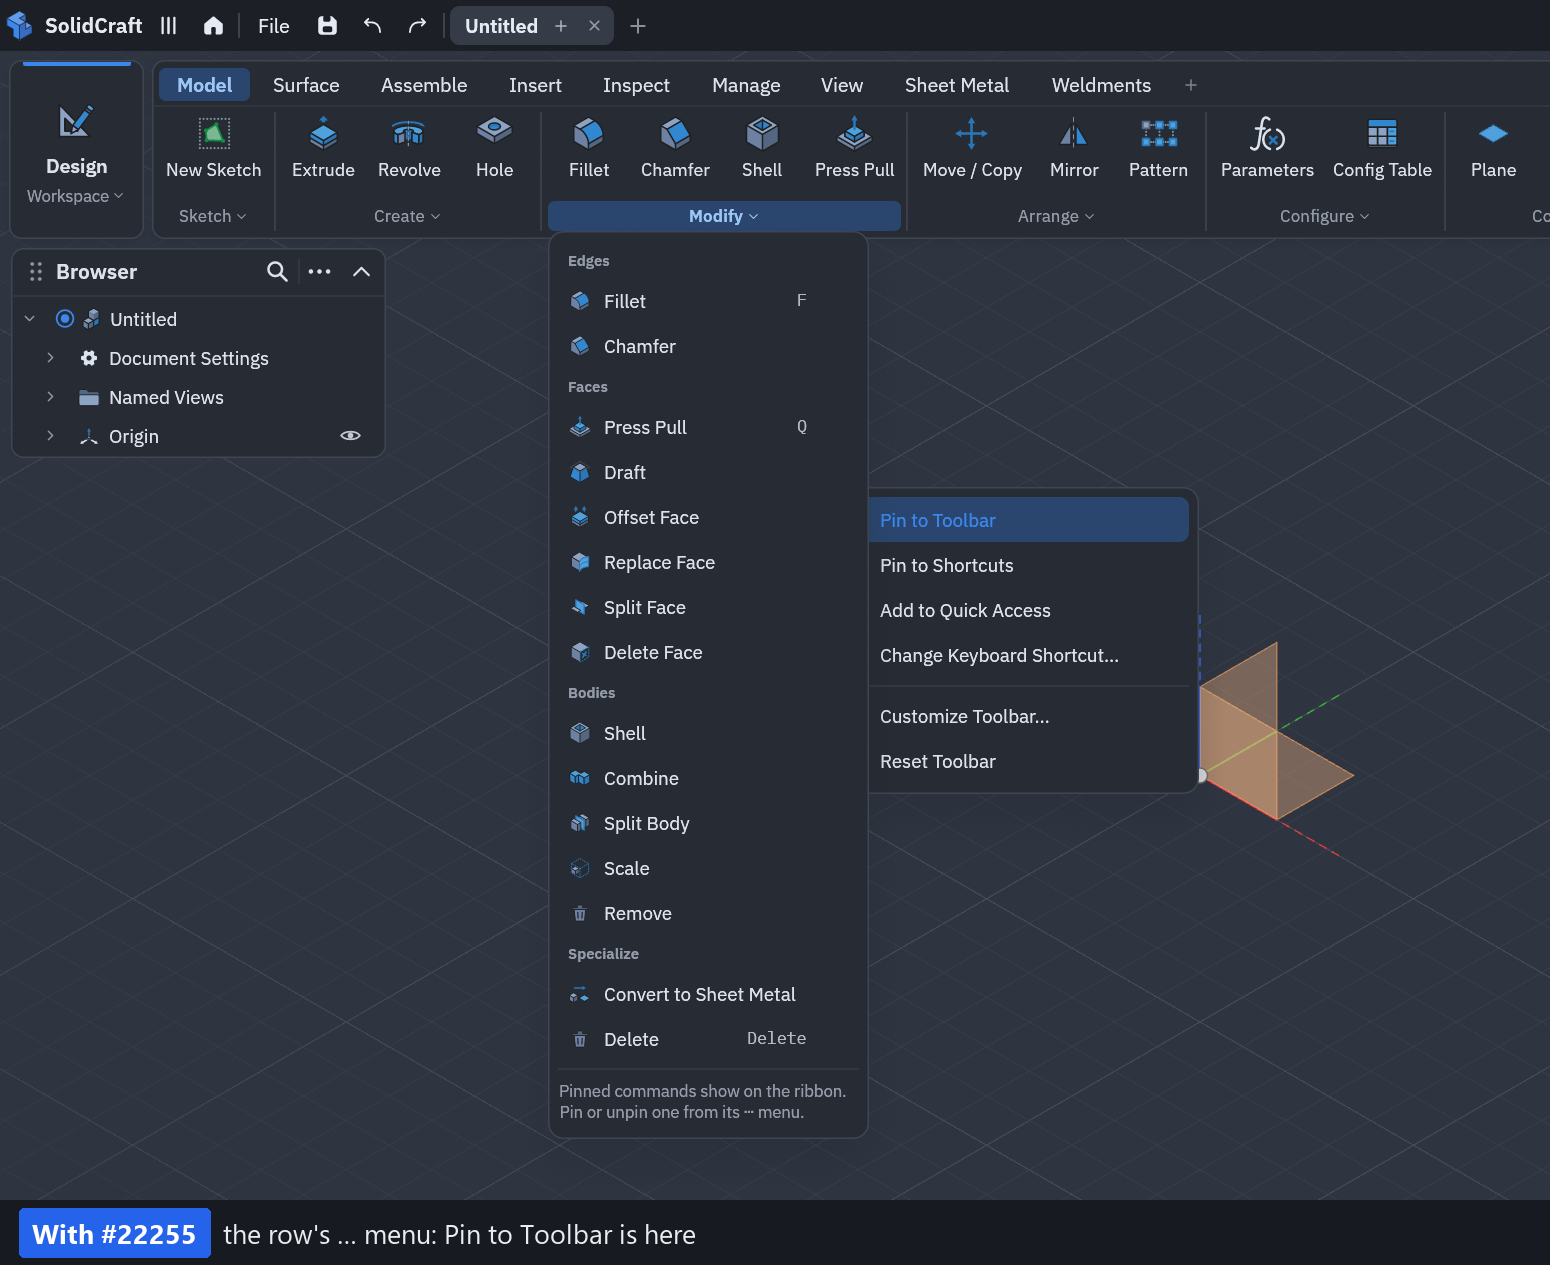 SolidCraft File Untitled
Model Surface Assemble Insert Inspect Manage View Sheet Metal Weldments
Design
Workspace
New Sketch Extrude Revolve Hole Fillet Chamfer Shell Press Pull Move / Copy Mirror Pattern Parameters Config Table Plane
Sketch Create Modify Arrange Configure Co
Browser
Untitled
Document Settings
Named Views
Origin
Edges
Fillet F
Chamfer
Faces
Press Pull Q
Draft
Offset Face
Replace Face
Split Face
Delete Face
Bodies
Shell
Combine
Split Body
Scale
Remove
Specialize
Convert to Sheet Metal
Delete Delete
Pinned commands show on the ribbon.
Pin or unpin one from its ··· menu.
Pin to Toolbar
Pin to Shortcuts
Add to Quick Access
Change Keyboard Shortcut...
Customize Toolbar...
Reset Toolbar
With #22255 the row's ... menu: Pin to Toolbar is here